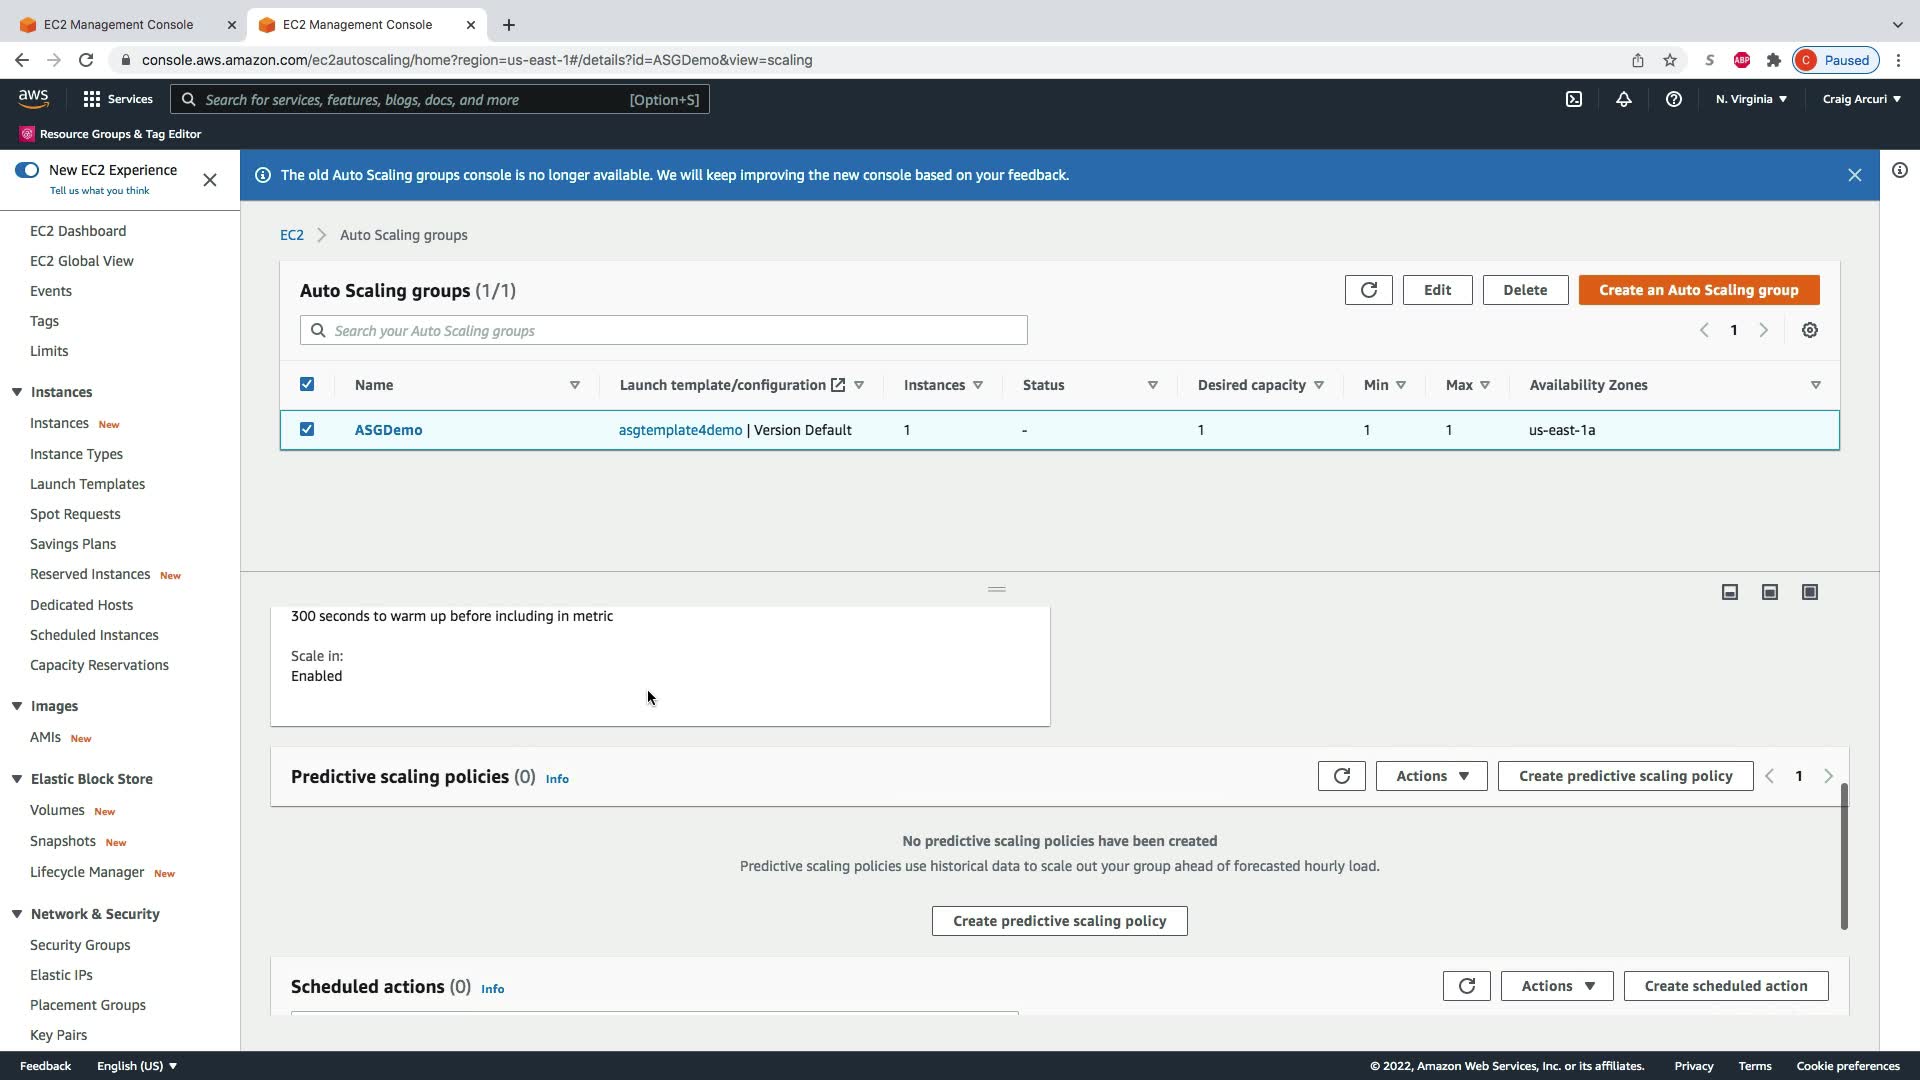 EC2 Management Console
EC2 Management Console
console.aws.amazon.com/ec2autoscaling/home?region=us-east-1#/details?id=ASGDemo&view=scaling
S
ABP
C Paused
aws
Services
Search for services, features, blogs, docs, and more [Option+S]
N. Virginia
Craig Arcuri
Resource Groups & Tag Editor
New EC2 Experience
Tell us what you think
The old Auto Scaling groups console is no longer available. We will keep improving the new console based on your feedback.
EC2 Dashboard
EC2 Global View
Events
Tags
Limits
Instances
Instances New
Instance Types
Launch Templates
Spot Requests
Savings Plans
Reserved Instances New
Dedicated Hosts
Scheduled Instances
Capacity Reservations
Images
AMIs New
Elastic Block Store
Volumes New
Snapshots New
Lifecycle Manager New
Network & Security
Security Groups
Elastic IPs
Placement Groups
Key Pairs
EC2 > Auto Scaling groups
Auto Scaling groups (1/1)
Edit
Delete
Create an Auto Scaling group
Search your Auto Scaling groups
1
Name Launch template/configuration Instances Status Desired capacity Min Max Availability Zones
ASGDemo asgtemplate4demo | Version Default 1 - 1 1 1 us-east-1a
300 seconds to warm up before including in metric
Scale in:
Enabled
Predictive scaling policies (0) Info
Actions
Create predictive scaling policy
1
No predictive scaling policies have been created
Predictive scaling policies use historical data to scale out your group ahead of forecasted hourly load.
Create predictive scaling policy
Scheduled actions (0) Info
Actions
Create scheduled action
Feedback
English (US)
© 2022, Amazon Web Services, Inc. or its affiliates.
Privacy
Terms
Cookie preferences